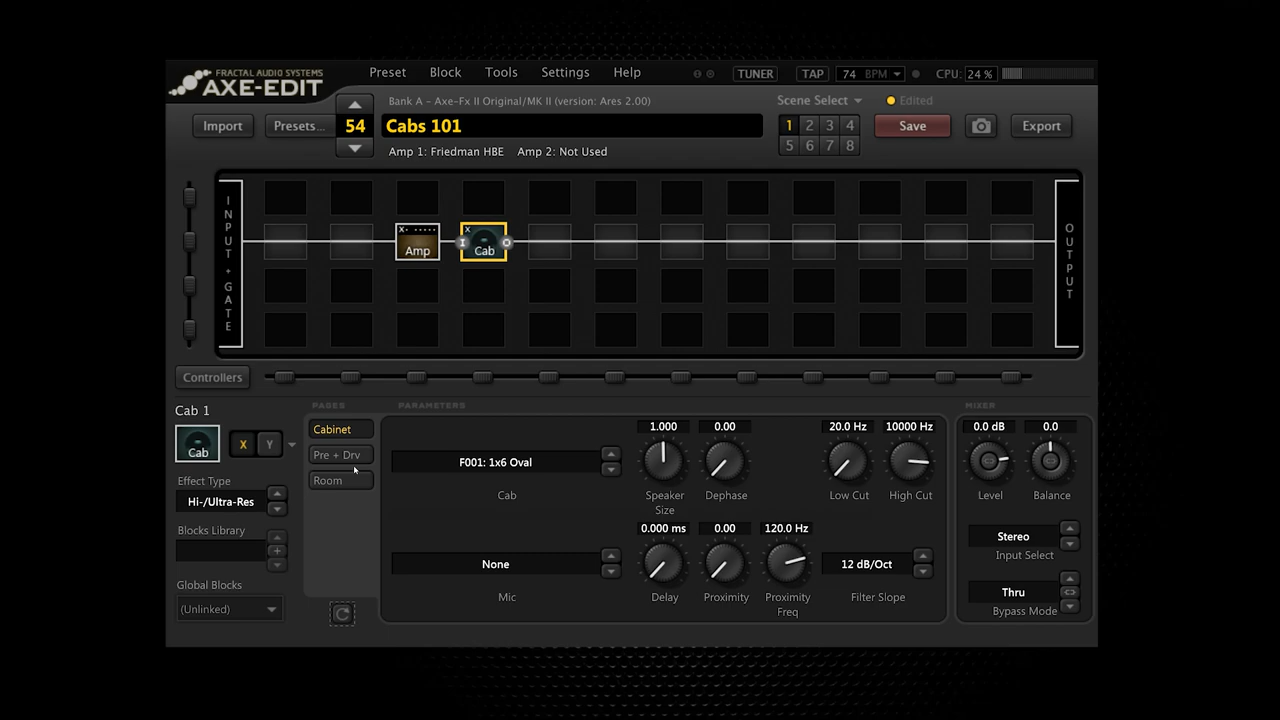 FRACTAL AUDIO SYSTEMS
AXE-EDIT
Preset Block Tools Settings Help
TUNER TAP 74 BPM CPU: 24 %
Bank A – Axe-Fx II Original/MK II (version: Ares 2.00)
Scene Select Edited
Import Presets... 54 Cabs 101 1 2 3 4 Save Export
5 6 7 8
Amp 1: Friedman HBE Amp 2: Not Used
INPUT + GATE
X
Amp
X
I O
Cab
OUTPUT
Controllers
Cab 1
Cab
X Y
Effect Type
Hi-/Ultra-Res
Blocks Library
+
Global Blocks
(Unlinked)
PAGES
Cabinet
Pre + Drv
Room
PARAMETERS
F001: 1x6 Oval
Cab
1.000 0.00 20.0 Hz 10000 Hz
Speaker Size Dephase Low Cut High Cut
None
Mic
0.000 ms 0.00 120.0 Hz 12 dB/Oct
Delay Proximity Proximity Freq Filter Slope
MIXER
0.0 dB 0.0
Level Balance
Stereo
Input Select
Thru
Bypass Mode